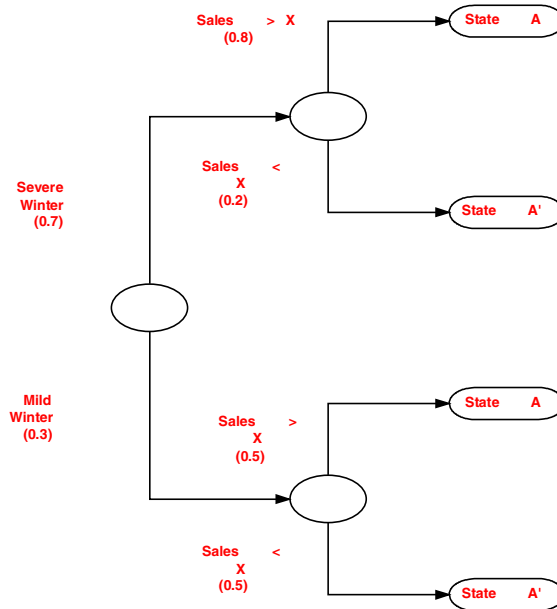 Sales > X
(0.8)
State A
Sales <
X
(0.2)
State A'
Severe
Winter
(0.7)
Mild
Winter
(0.3)
Sales >
X
(0.5)
State A
Sales <
X
(0.5)
State A'